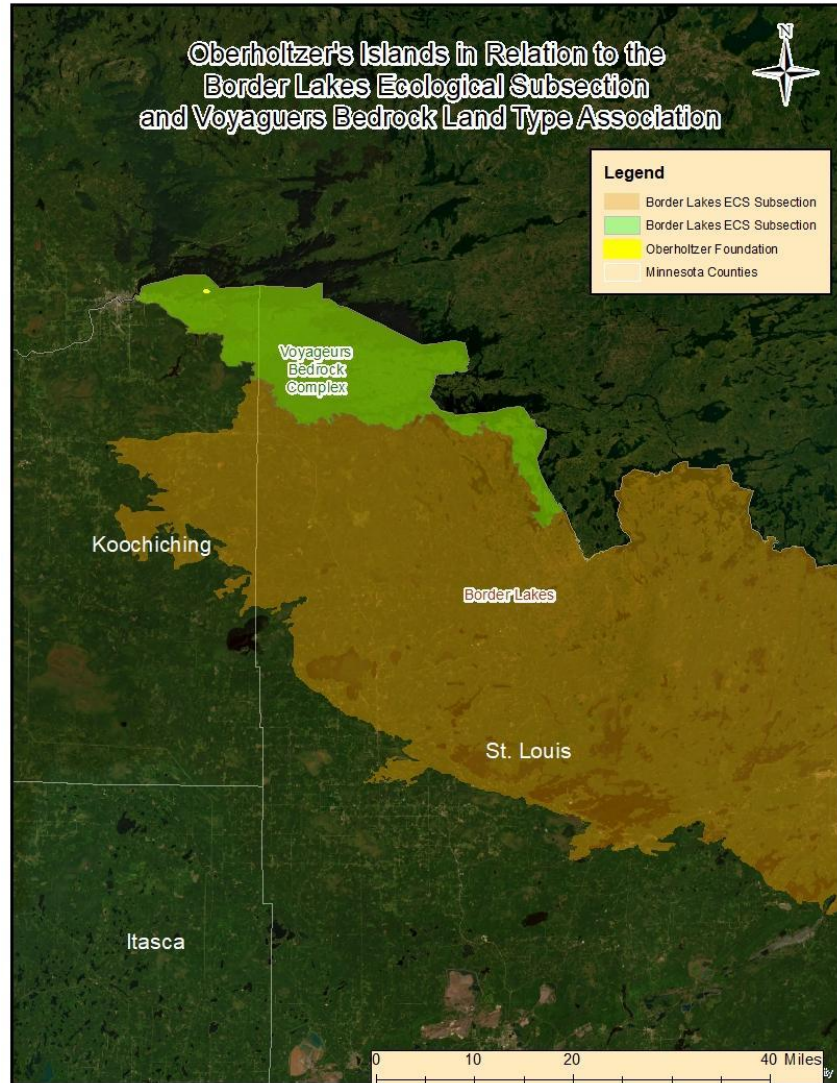 Oberholtzer's Islands in Relation to the
Border Lakes Ecological Subsection
and Voyaguers Bedrock Land Type Association
N
Legend
Border Lakes ECS Subsection
Border Lakes ECS Subsection
Oberholtzer Foundation
Minnesota Counties
Voyageurs
Bedrock
Complex
Koochiching
Border Lakes
St. Louis
Itasca
0 10 20 40 Miles